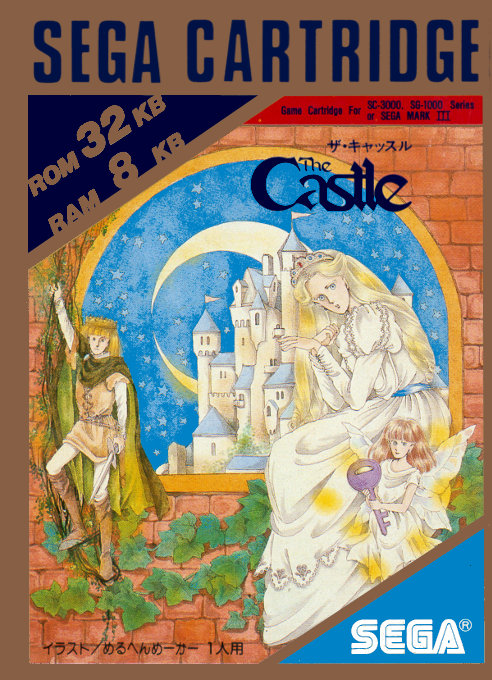 SEGA CARTRIDGE
ROM 32 KB
RAM 8 KB
Game Cartridge For SC-3000, SG-1000 Series
or SEGA MARK III
ザ・キャッスル
The
Castle
イラスト/めるへんめーかー 1人用
SEGA®